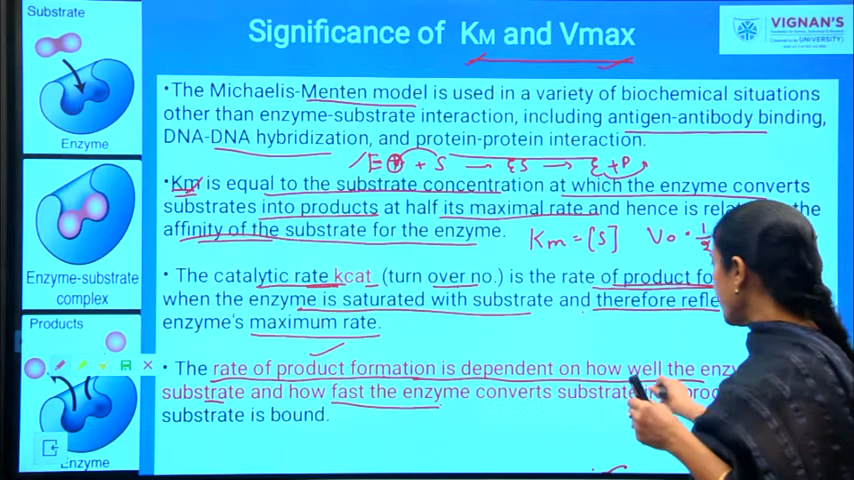 Substrate
Significance of KM and Vmax
VIGNAN'S
(UNIVERSITY)
Enzyme
•The Michaelis-Menten model is used in a variety of biochemical situations
other than enzyme-substrate interaction, including antigen-antibody binding,
DNA-DNA hybridization, and protein-protein interaction.
E + S → ES → E + P
•Km is equal to the substrate concentration at which the enzyme converts
substrates into products at half its maximal rate and hence is related the
affinity of the substrate for the enzyme.
Km = [S] Vo · 1/2
Enzyme-substrate
complex
•The catalytic rate kcat (turn over no.) is the rate of product fo
when the enzyme is saturated with substrate and therefore refle
enzyme's maximum rate.
Products
• The rate of product formation is dependent on how well the enz
substrate and how fast the enzyme converts substrate
substrate is bound.
Enzyme